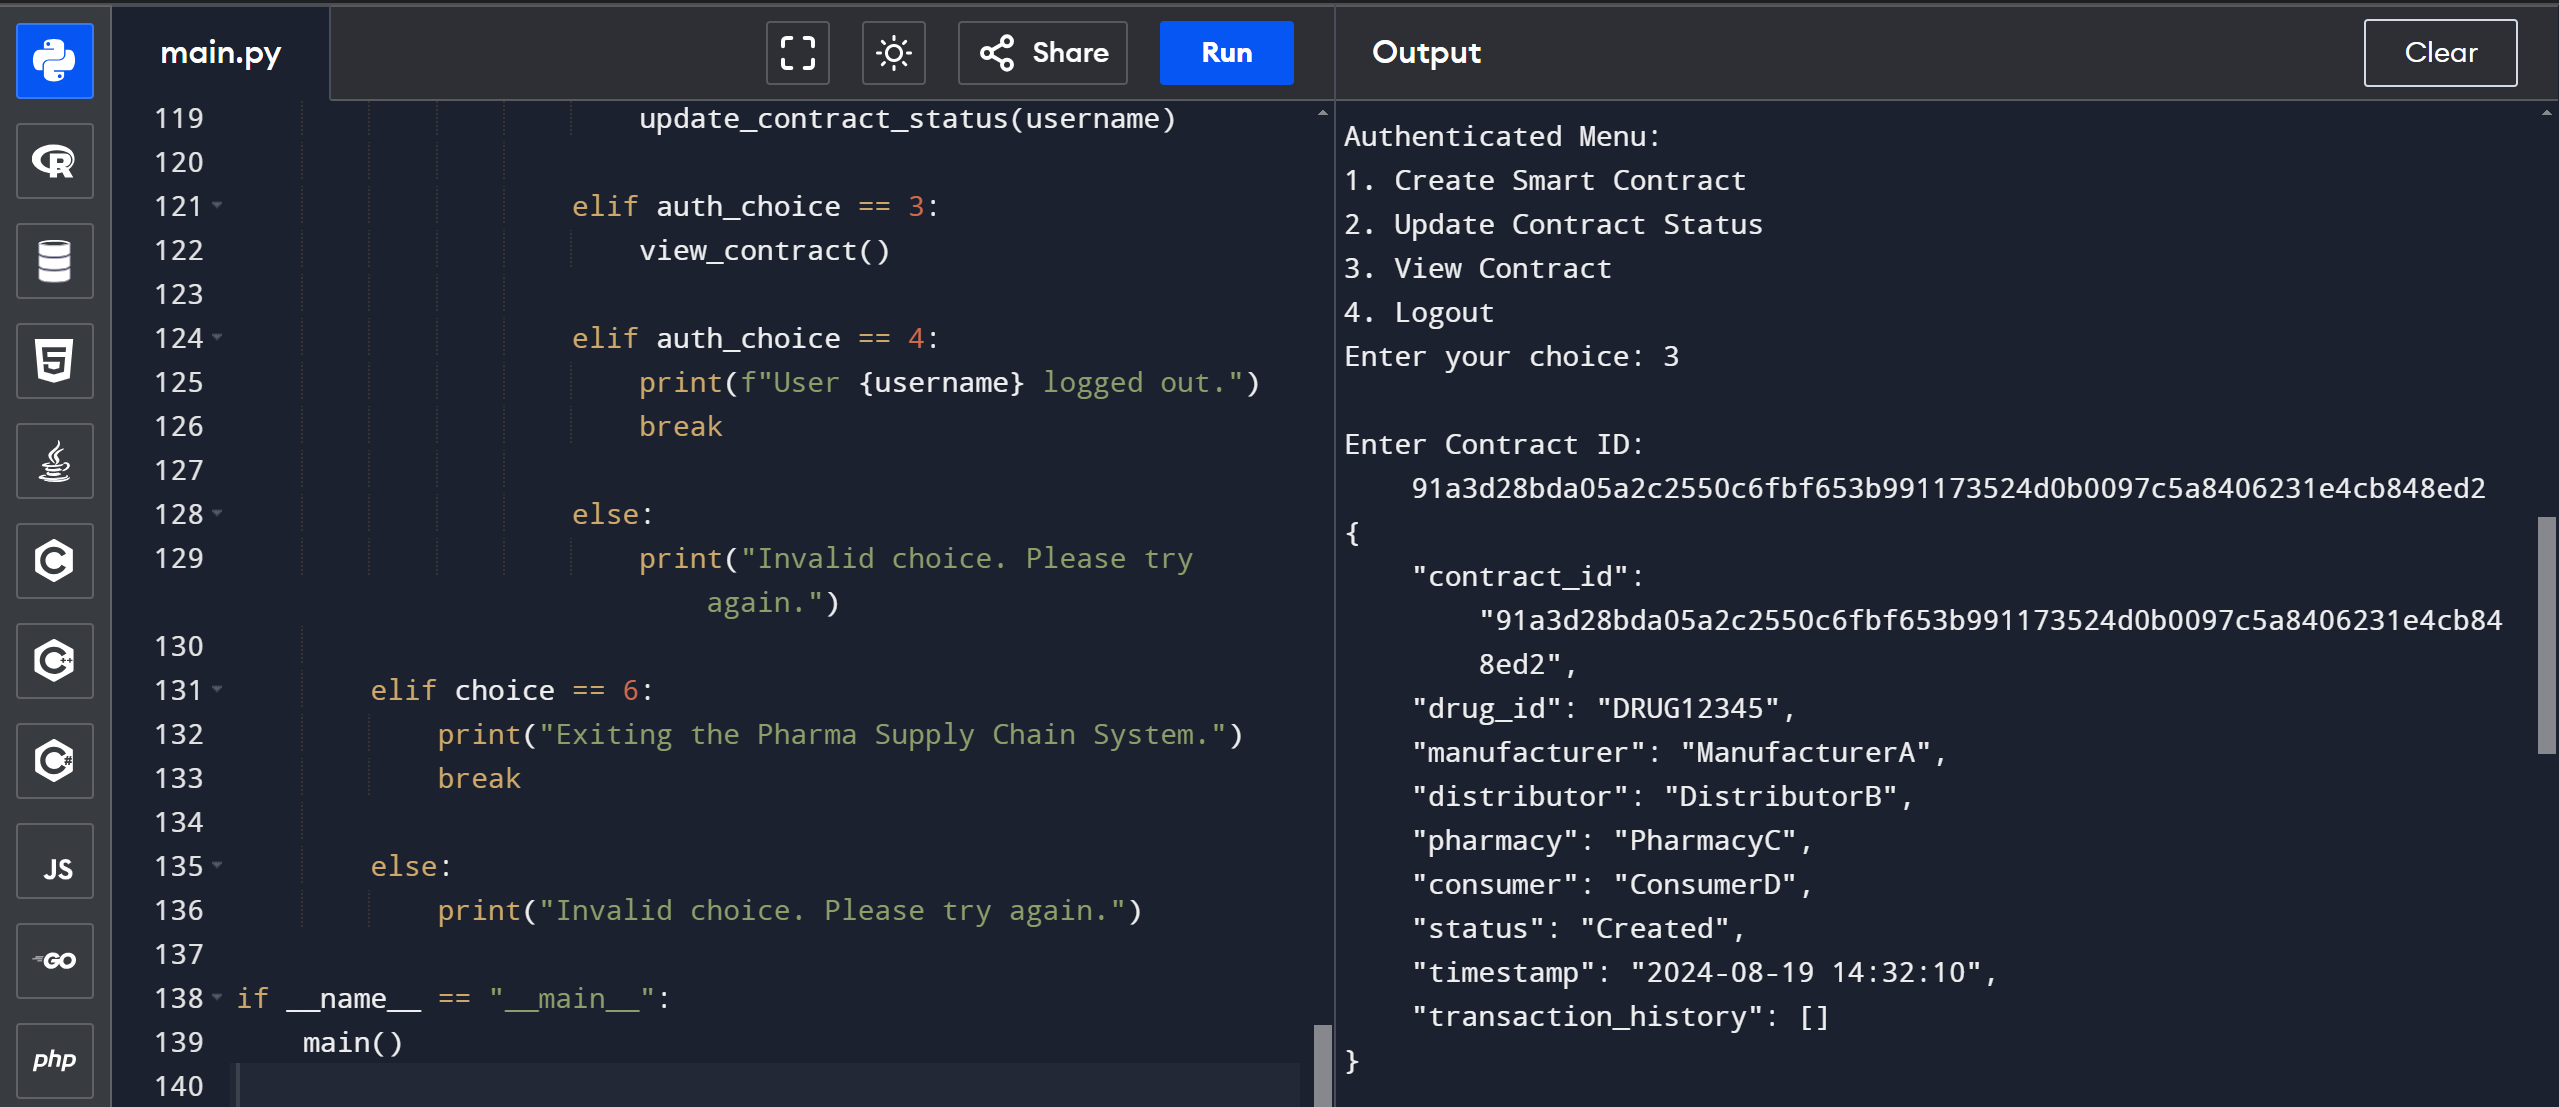 main.py
Share
Run
Output
Clear
119 update_contract_status(username)
120
121 elif auth_choice == 3:
122 view_contract()
123
124 elif auth_choice == 4:
125 print(f"User {username} logged out.")
126 break
127
128 else:
129 print("Invalid choice. Please try
again.")
130
131 elif choice == 6:
132 print("Exiting the Pharma Supply Chain System.")
133 break
134
135 else:
136 print("Invalid choice. Please try again.")
137
138 if __name__ == "__main__":
139 main()
140
Authenticated Menu:
1. Create Smart Contract
2. Update Contract Status
3. View Contract
4. Logout
Enter your choice: 3
Enter Contract ID:
91a3d28bda05a2c2550c6fbf653b991173524d0b0097c5a8406231e4cb848ed2
{
"contract_id":
"91a3d28bda05a2c2550c6fbf653b991173524d0b0097c5a8406231e4cb84
8ed2",
"drug_id": "DRUG12345",
"manufacturer": "ManufacturerA",
"distributor": "DistributorB",
"pharmacy": "PharmacyC",
"consumer": "ConsumerD",
"status": "Created",
"timestamp": "2024-08-19 14:32:10",
"transaction_history": []
}
R
5
C
C++
C#
JS
GO
php